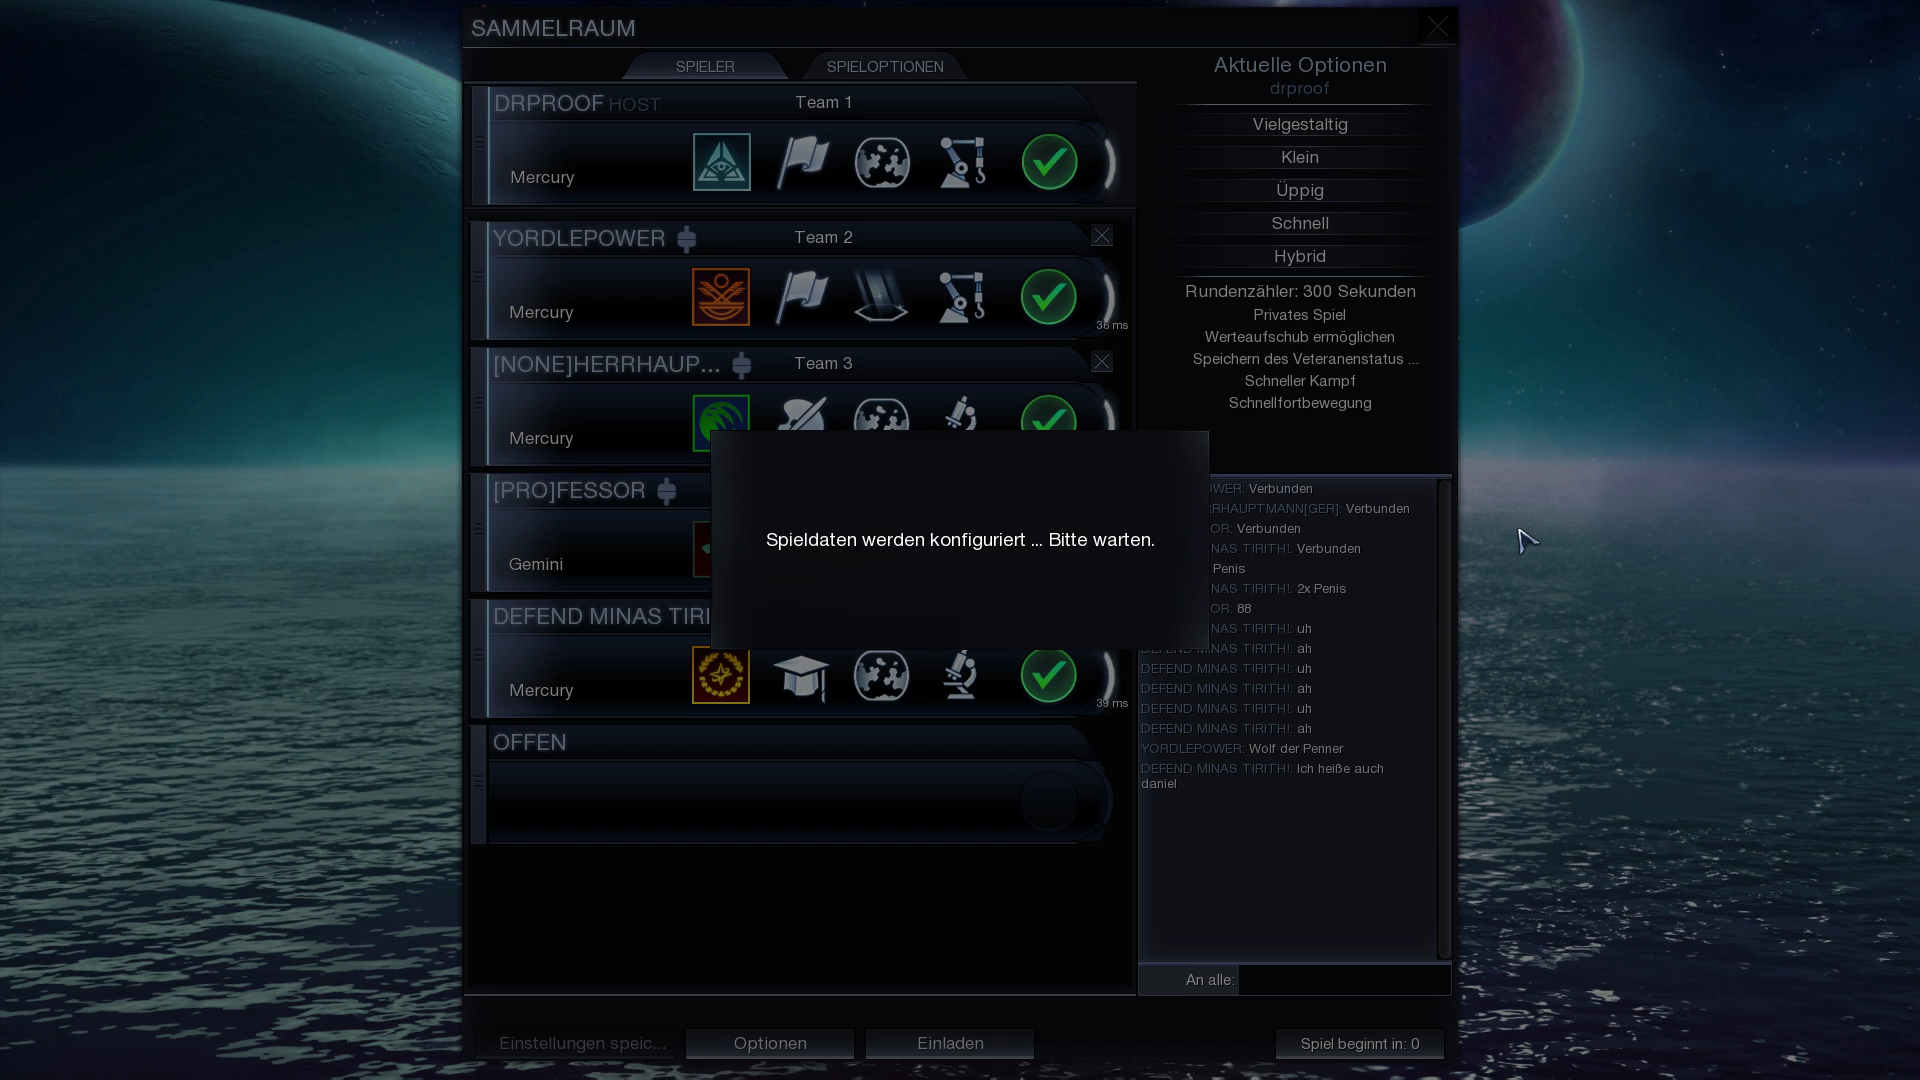 SAMMELRAUM
SPIELER
SPIELOPTIONEN
DRPROOF HOST
Team 1
Mercury
YORDLEPOWER
Team 2
Mercury
36 ms
[NONE]HERRHAUP...
Team 3
Mercury
[PRO]FESSOR
Gemini
DEFEND MINAS TIRI
Mercury
39 ms
OFFEN
Spieldaten werden konfiguriert ... Bitte warten.
Aktuelle Optionen
drproof
Vielgestaltig
Klein
Üppig
Schnell
Hybrid
Rundenzähler: 300 Sekunden
Privates Spiel
Werteaufschub ermöglichen
Speichern des Veteranenstatus ...
Schneller Kampf
Schnellfortbewegung
OWER: Verbunden
RHAUPTMANN[GER]: Verbunden
OR: Verbunden
NAS TIRITH!: Verbunden
Penis
NAS TIRITH!: 2x Penis
OR: 88
NAS TIRITH!: uh
DEFEND MINAS TIRITH!: ah
DEFEND MINAS TIRITH!: uh
DEFEND MINAS TIRITH!: ah
DEFEND MINAS TIRITH!: uh
DEFEND MINAS TIRITH!: ah
YORDLEPOWER: Wolf der Penner
DEFEND MINAS TIRITH!: Ich heiße auch
daniel
An alle:
Einstellungen speic...
Optionen
Einladen
Spiel beginnt in: 0